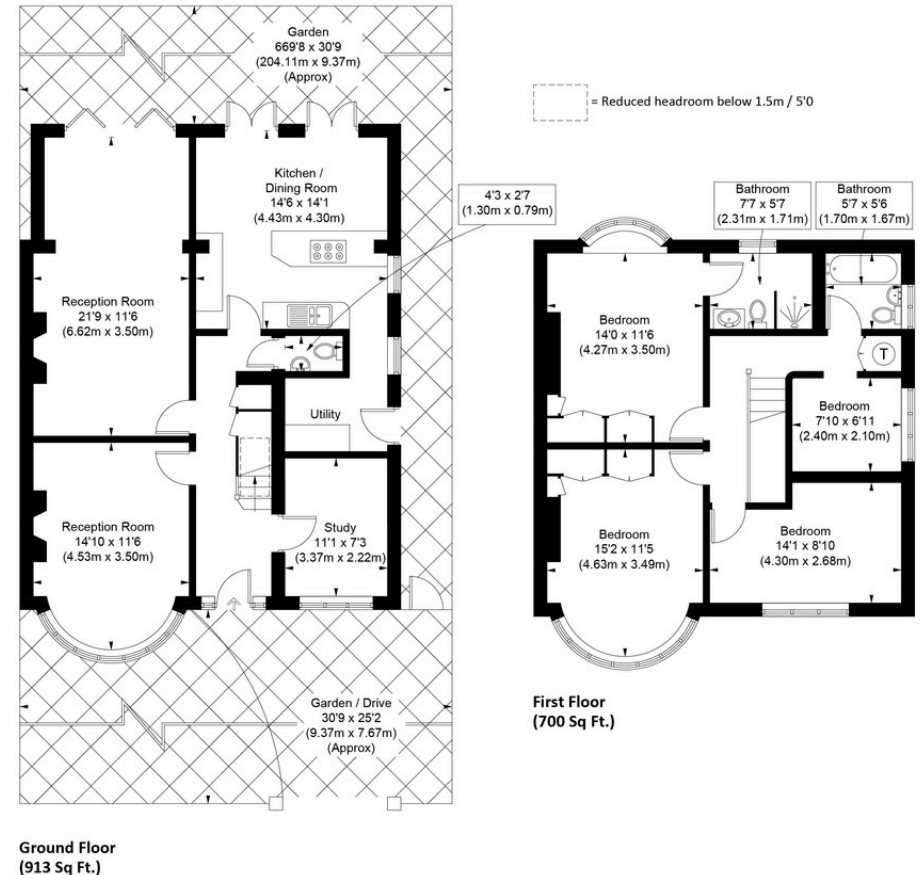 Garden
669'8 x 30'9
(204.11m x 9.37m)
(Approx)
= Reduced headroom below 1.5m / 5'0
Kitchen /
Dining Room
14'6 x 14'1
(4.43m x 4.30m)
4'3 x 2'7
(1.30m x 0.79m)
Reception Room
21'9 x 11'6
(6.62m x 3.50m)
Utility
Reception Room
14'10 x 11'6
(4.53m x 3.50m)
Study
11'1 x 7'3
(3.37m x 2.22m)
Garden / Drive
30'9 x 25'2
(9.37m x 7.67m)
(Approx)
Ground Floor
(913 Sq Ft.)
Bathroom
7'7 x 5'7
(2.31m x 1.71m)
Bathroom
5'7 x 5'6
(1.70m x 1.67m)
Bedroom
14'0 x 11'6
(4.27m x 3.50m)
T
Bedroom
7'10 x 6'11
(2.40m x 2.10m)
Bedroom
15'2 x 11'5
(4.63m x 3.49m)
Bedroom
14'1 x 8'10
(4.30m x 2.68m)
First Floor
(700 Sq Ft.)